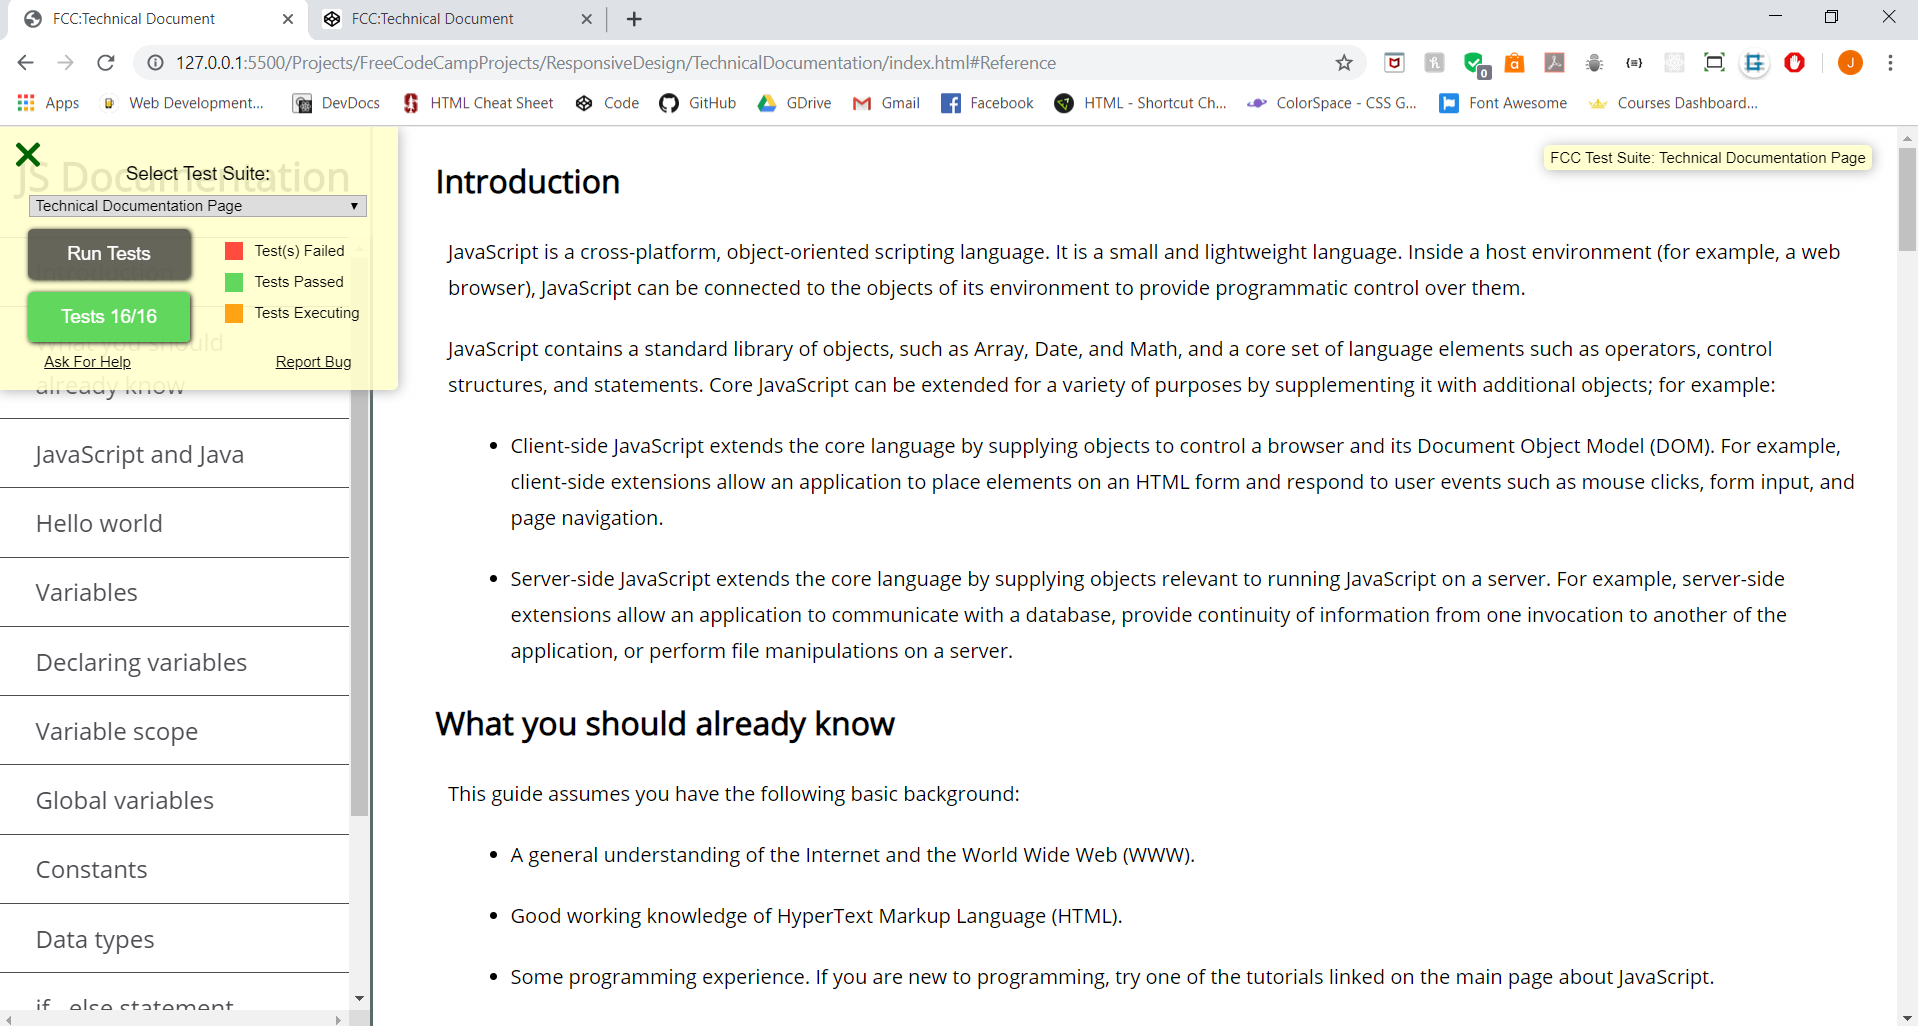 FCC:Technical Document
FCC:Technical Document
127.0.0.1:5500/Projects/FreeCodeCampProjects/ResponsiveDesign/TechnicalDocumentation/index.html#Reference
0
J
Apps
Web Development...
DevDocs
HTML Cheat Sheet
Code
GitHub
GDrive
Gmail
Facebook
HTML - Shortcut Ch...
ColorSpace - CSS G...
Font Awesome
Courses Dashboard...
JS Documentation
Select Test Suite:
Technical Documentation Page
Run Tests
Test(s) Failed
Tests Passed
Tests Executing
Tests 16/16
Ask For Help
Report Bug
Introduction
What you should
already know
JavaScript and Java
Hello world
Variables
Declaring variables
Variable scope
Global variables
Constants
Data types
if...else statement
FCC Test Suite: Technical Documentation Page
Introduction
JavaScript is a cross-platform, object-oriented scripting language. It is a small and lightweight language. Inside a host environment (for example, a web
browser), JavaScript can be connected to the objects of its environment to provide programmatic control over them.
JavaScript contains a standard library of objects, such as Array, Date, and Math, and a core set of language elements such as operators, control
structures, and statements. Core JavaScript can be extended for a variety of purposes by supplementing it with additional objects; for example:
• Client-side JavaScript extends the core language by supplying objects to control a browser and its Document Object Model (DOM). For example,
client-side extensions allow an application to place elements on an HTML form and respond to user events such as mouse clicks, form input, and
page navigation.
• Server-side JavaScript extends the core language by supplying objects relevant to running JavaScript on a server. For example, server-side
extensions allow an application to communicate with a database, provide continuity of information from one invocation to another of the
application, or perform file manipulations on a server.
What you should already know
This guide assumes you have the following basic background:
• A general understanding of the Internet and the World Wide Web (WWW).
• Good working knowledge of HyperText Markup Language (HTML).
• Some programming experience. If you are new to programming, try one of the tutorials linked on the main page about JavaScript.